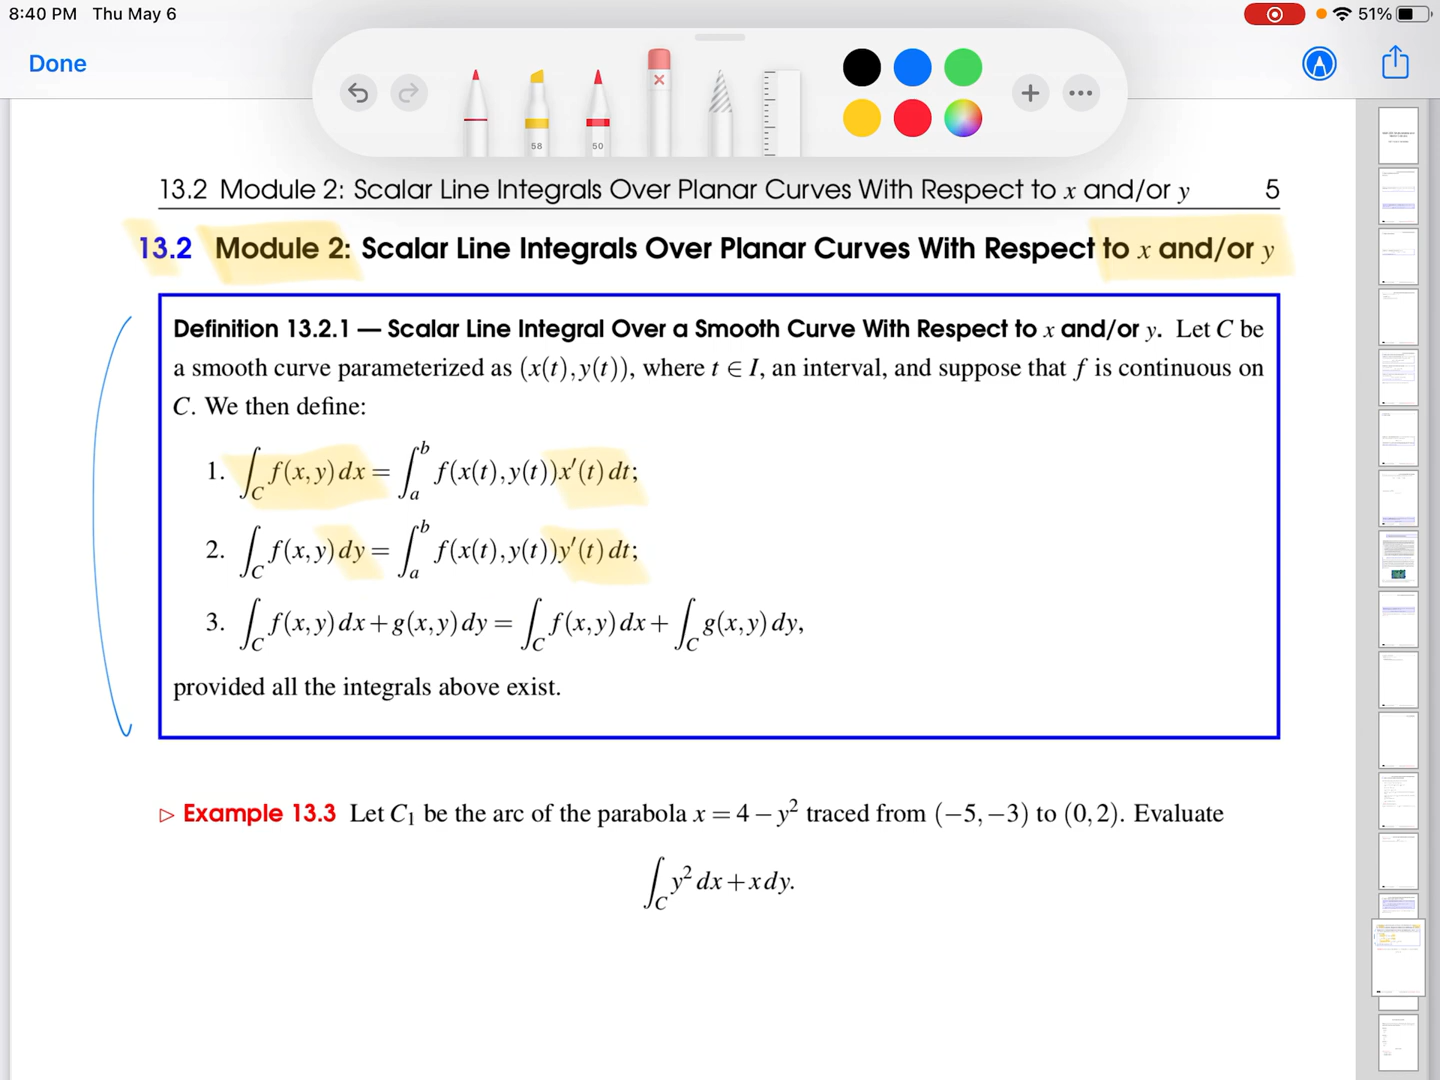 8:40 PM Thu May 6
51%
Done
58
50
13.2 Module 2: Scalar Line Integrals Over Planar Curves With Respect to x and/or y 5
13.2 Module 2: Scalar Line Integrals Over Planar Curves With Respect to x and/or y
Definition 13.2.1 — Scalar Line Integral Over a Smooth Curve With Respect to x and/or y. Let C be
a smooth curve parameterized as (x(t),y(t)), where t ∈ I, an interval, and suppose that f is continuous on
C. We then define:
1. ∫_C f(x,y) dx = ∫_a^b f(x(t),y(t))x′(t) dt;
2. ∫_C f(x,y) dy = ∫_a^b f(x(t),y(t))y′(t) dt;
3. ∫_C f(x,y) dx + g(x,y) dy = ∫_C f(x,y) dx + ∫_C g(x,y) dy,
provided all the integrals above exist.
▷ Example 13.3 Let C₁ be the arc of the parabola x = 4 − y² traced from (−5,−3) to (0,2). Evaluate
∫_C y² dx + x dy.